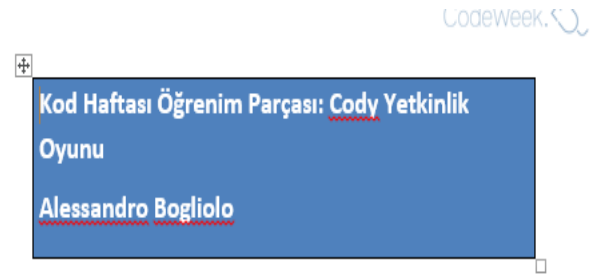 CodeWeek.
Kod Haftası Öğrenim Parçası: Cody Yetkinlik
Oyunu
Alessandro Bogliolo